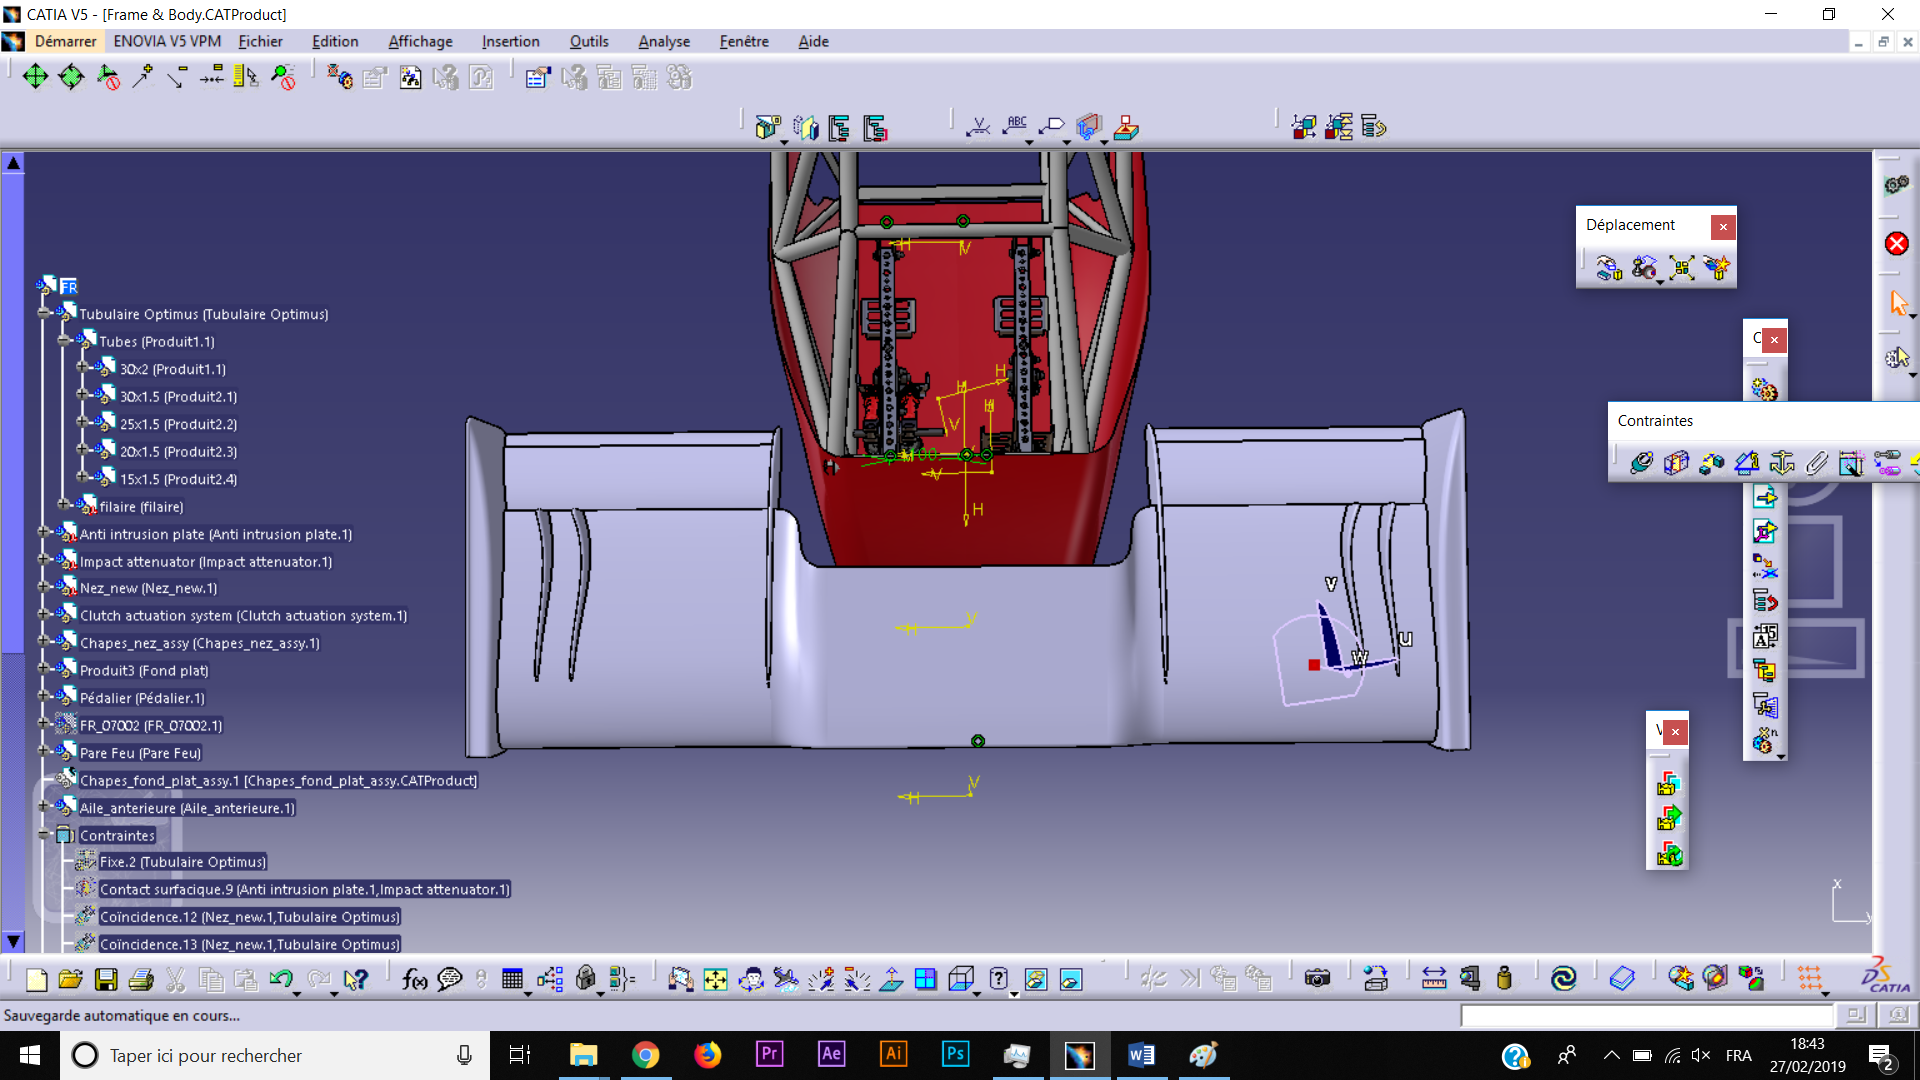 CATIA V5 - [Frame & Body.CATProduct]
Démarrer ENOVIA V5 VPM Fichier Edition Affichage Insertion Outils Analyse Fenêtre Aide
ABC
Déplacement
FR
Tubulaire Optimus (Tubulaire Optimus)
Tubes (Produit1.1)
30x2 (Produit1.1)
30x1.5 (Produit2.1)
25x1.5 (Produit2.2)
20x1.5 (Produit2.3)
15x1.5 (Produit2.4)
filaire (filaire)
Anti intrusion plate (Anti intrusion plate.1)
Impact attenuator (Impact attenuator.1)
Nez_new (Nez_new.1)
Clutch actuation system (Clutch actuation system.1)
Chapes_nez_assy (Chapes_nez_assy.1)
Produit3 (Fond plat)
Pédalier (Pédalier.1)
FR_07002 (FR_07002.1)
Pare Feu (Pare Feu)
Chapes_fond_plat_assy.1 [Chapes_fond_plat_assy.CATProduct]
Aile_anterieure (Aile_anterieure.1)
Contraintes
Fixe.2 (Tubulaire Optimus)
Contact surfacique.9 (Anti intrusion plate.1,Impact attenuator.1)
Coïncidence.12 (Nez_new.1,Tubulaire Optimus)
Coïncidence.13 (Nez_new.1,Tubulaire Optimus)
H
V
H
H
H
V
V
H
H
V
H
V
H
v
u
w
C
Contraintes
V
x
y
f(x)
CATIA
Sauvegarde automatique en cours...
Taper ici pour rechercher
Pr
Ae
Ai
Ps
FRA
18:43
27/02/2019
2